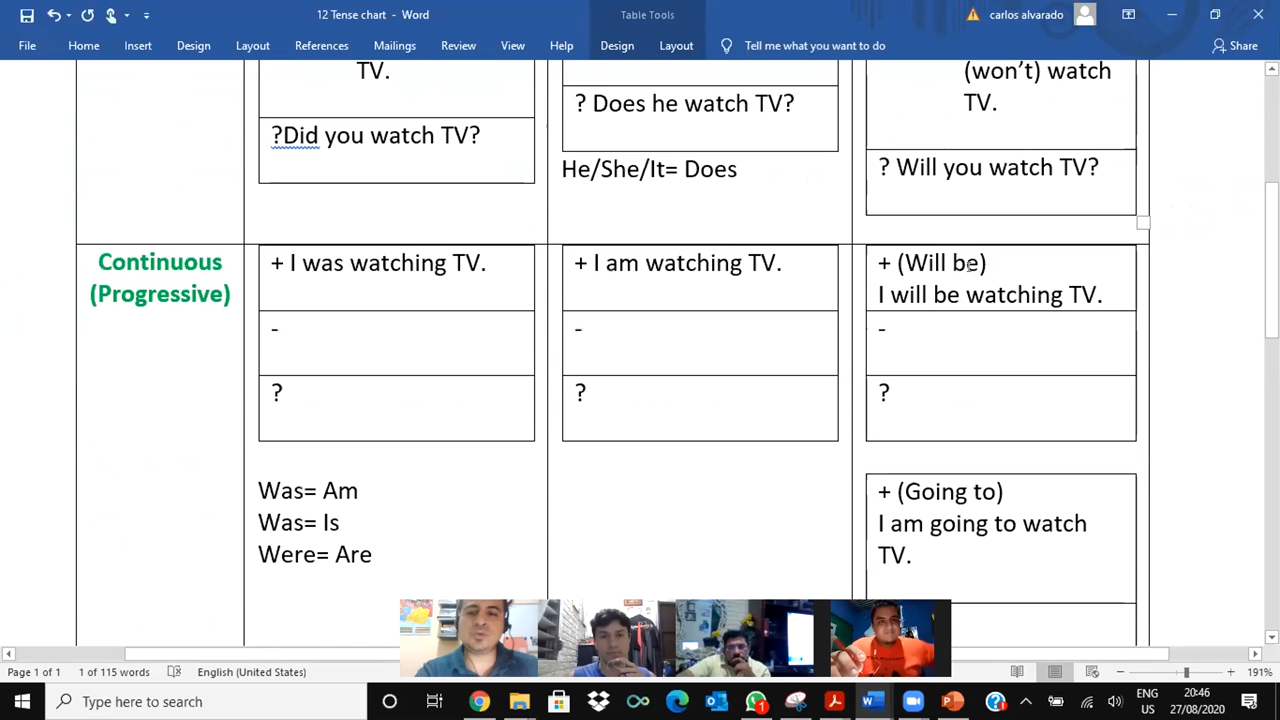 12 Tense chart - Word
Table Tools
carlos alvarado
File Home Insert Design Layout References Mailings Review View Help Design Layout Tell me what you want to do Share
TV.
?Did you watch TV?
? Does he watch TV?
He/She/It= Does
(won't) watch
TV.
? Will you watch TV?
Continuous
(Progressive)
+ I was watching TV.
-
?
Was= Am
Was= Is
Were= Are
+ I am watching TV.
-
?
+ (Will be)
I will be watching TV.
-
?
+ (Going to)
I am going to watch
TV.
Page 1 of 1 1 of 115 words English (United States) 191%
Type here to search
1
ENG
US
20:46
27/08/2020
2